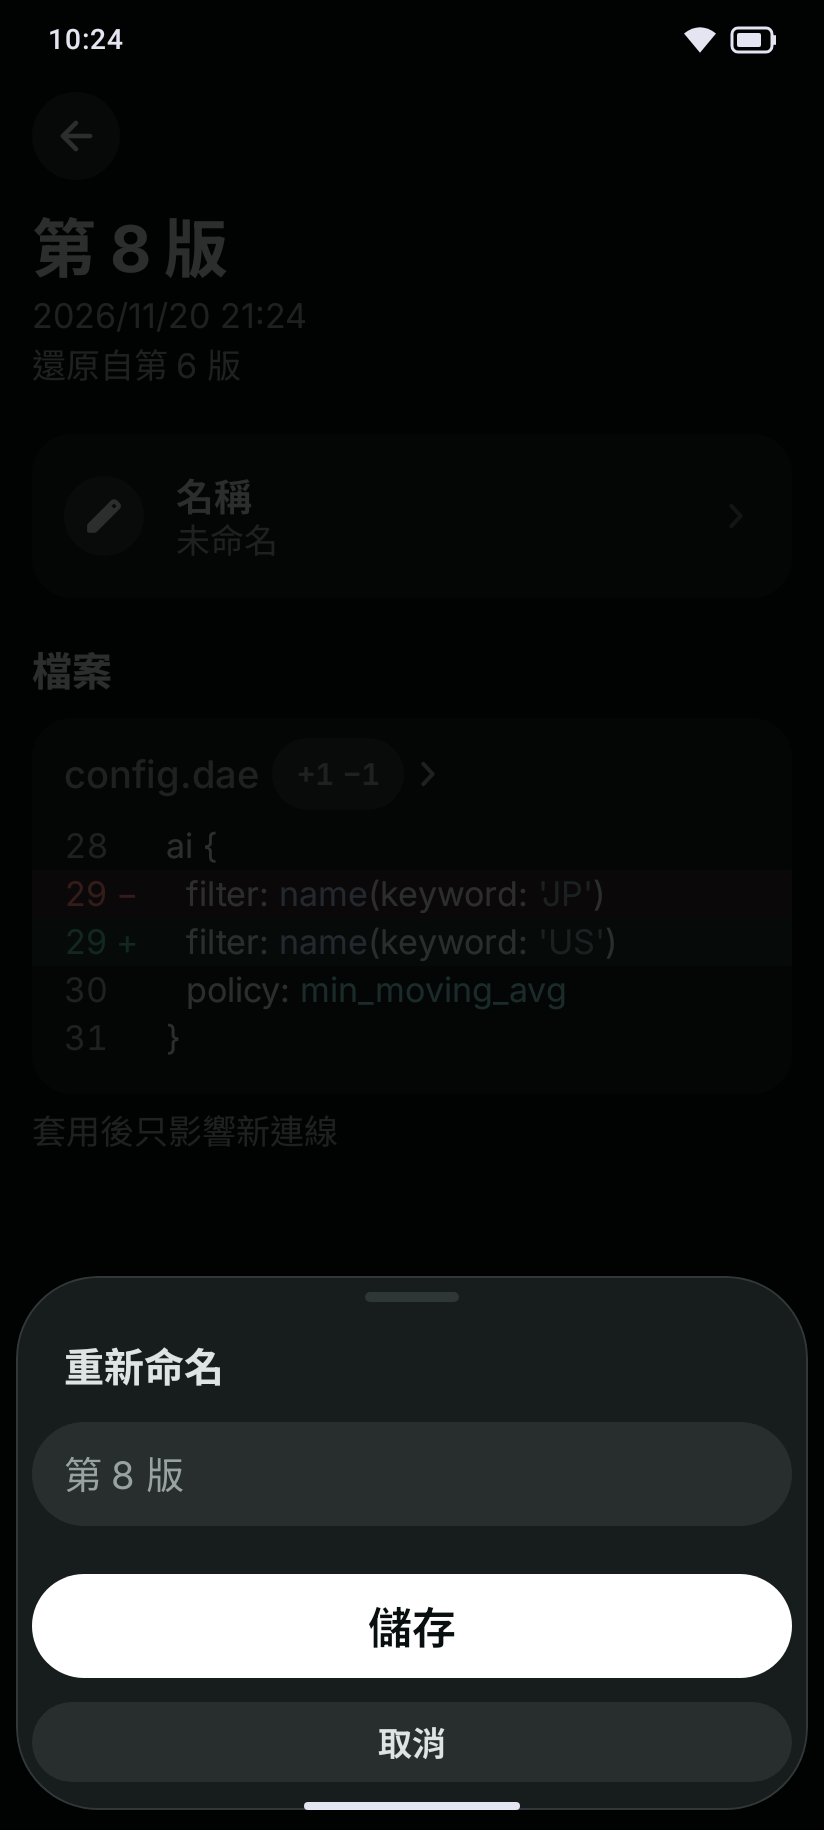 10:24
第 8 版
2026/11/20 21:24
還原自第 6 版
名稱
未命名
檔案
config.dae +1 −1
28 ai {
29 − filter: name(keyword: 'JP')
29 + filter: name(keyword: 'US')
30 policy: min_moving_avg
31 }
套用後只影響新連線
重新命名
第 8 版
儲存
取消